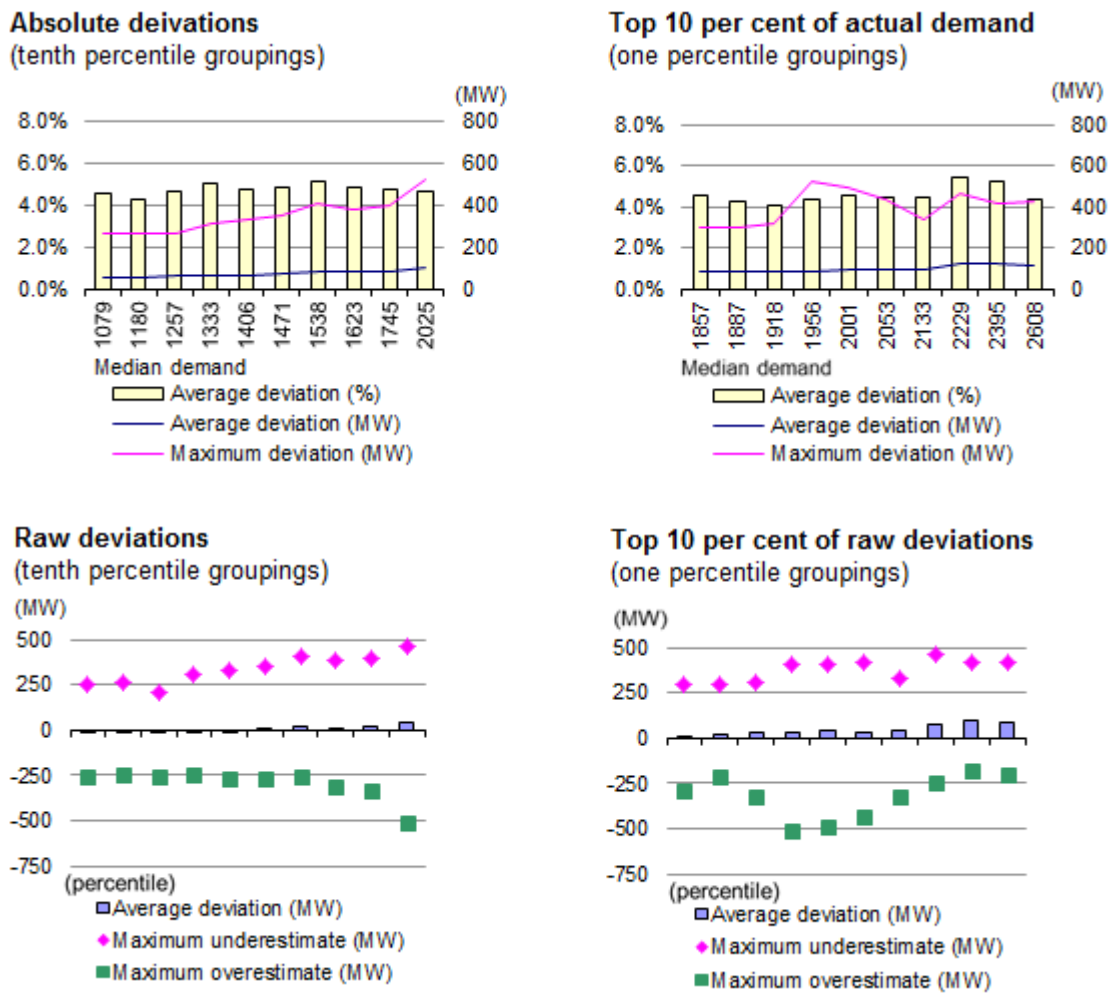 Absolute deivations
(tenth percentile groupings)
(MW)
8.0%
6.0%
4.0%
2.0%
0.0%
800
600
400
200
0
1079
1180
1257
1333
1406
1471
1538
1623
1745
2025
Median demand
Average deviation (%)
Average deviation (MW)
Maximum deviation (MW)
Top 10 per cent of actual demand
(one percentile groupings)
(MW)
8.0%
6.0%
4.0%
2.0%
0.0%
800
600
400
200
0
1857
1887
1918
1956
2001
2053
2133
2229
2395
2608
Median demand
Average deviation (%)
Average deviation (MW)
Maximum deviation (MW)
Raw deviations
(tenth percentile groupings)
(MW)
500
250
0
-250
-500
-750
(percentile)
Average deviation (MW)
Maximum underestimate (MW)
Maximum overestimate (MW)
Top 10 per cent of raw deviations
(one percentile groupings)
(MW)
500
250
0
-250
-500
-750
(percentile)
Average deviation (MW)
Maximum underestimate (MW)
Maximum overestimate (MW)